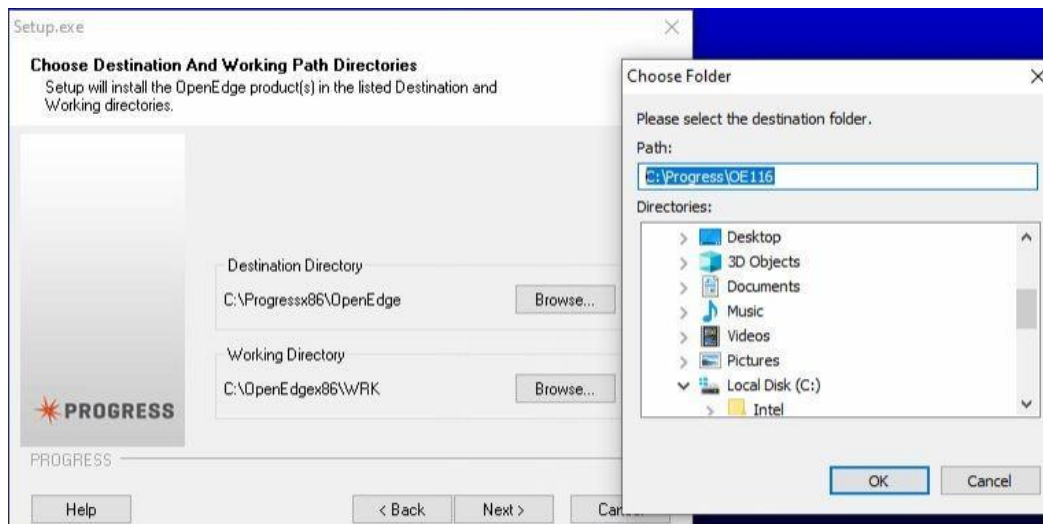 Setup.exe
Choose Destination And Working Path Directories
Setup will install the OpenEdge product(s) in the listed Destination and
Working directories.
Destination Directory
C:\Progressx86\OpenEdge
Browse...
Working Directory
C:\OpenEdgex86\WRK
Browse...
PROGRESS
PROGRESS
Help
< Back
Next >
Choose Folder
Please select the destination folder.
Path:
C:\Progress\OE116
Directories:
Desktop
3D Objects
Documents
Music
Videos
Pictures
Local Disk (C:)
Intel
OK
Cancel